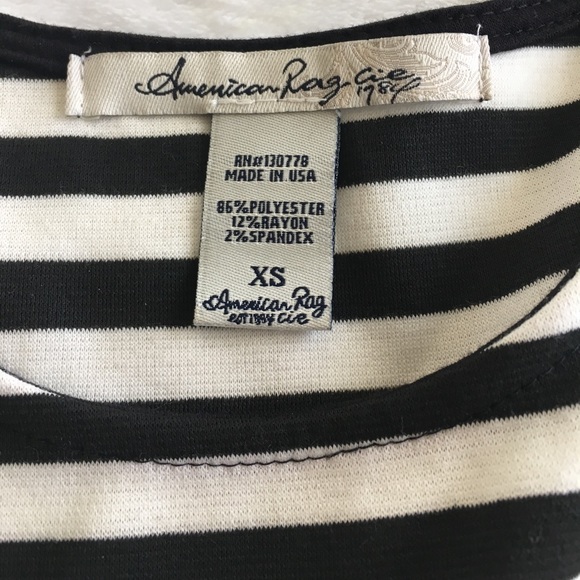 American Rag cie
1984
RN#130778
MADE IN USA
86%POLYESTER
12%RAYON
2%SPANDEX
XS
American Rag
est 1984 cie